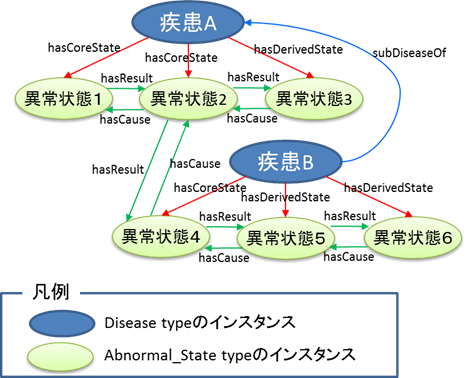 疾患A
hasCoreState
hasCoreState
hasDerivedState
subDiseaseOf
hasResult
hasResult
異常状態1
異常状態2
異常状態3
hasCause
hasCause
hasResult
hasCause
疾患B
hasCoreState
hasDerivedState
hasDerivedState
hasResult
hasResult
異常状態4
異常状態5
異常状態6
hasCause
hasCause
凡例
Disease typeのインスタンス
Abnormal_State typeのインスタンス